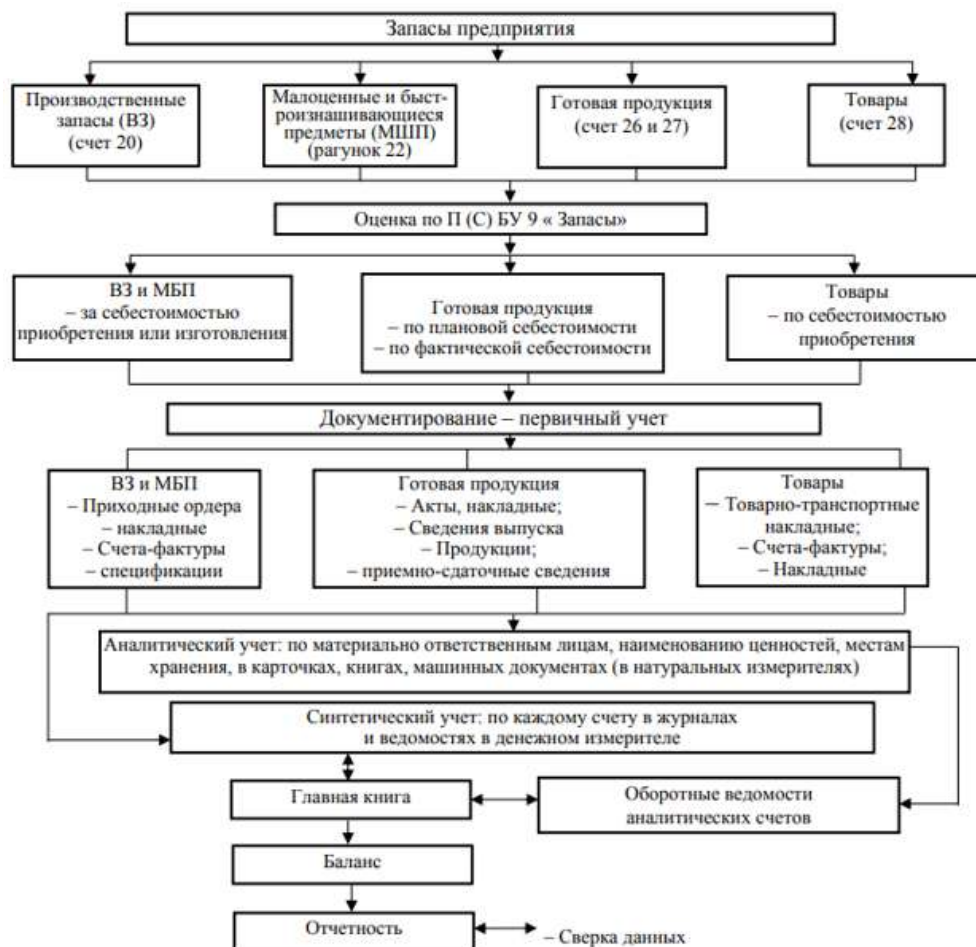 Запасы предприятия
Производственные
запасы (ВЗ)
(счет 20)
Малоценные и быст-
роизнашивающиеся
предметы (МШП)
(рагунок 22)
Готовая продукция
(счет 26 и 27)
Товары
(счет 28)
Оценка по П (С) БУ 9 « Запасы»
ВЗ и МБП
– за себестоимостью
приобретения или изготовления
Готовая продукция
– по плановой себестоимости
– по фактической себестоимости
Товары
– по себестоимостью
приобретения
Документирование – первичный учет
ВЗ и МБП
– Приходные ордера
– накладные
– Счета-фактуры
– спецификации
Готовая продукция
– Акты, накладные;
– Сведения выпуска
– Продукции;
– приемно-сдаточные сведения
Товары
– Товарно-транспортные
накладные;
– Счета-фактуры;
– Накладные
Аналитический учет: по материально ответственным лицам, наименованию ценностей, местам
хранения, в карточках, книгах, машинных документах (в натуральных измерителях)
Синтетический учет: по каждому счету в журналах
и ведомостях в денежном измерителе
Главная книга
Оборотные ведомости
аналитических счетов
Баланс
Отчетность
– Сверка данных